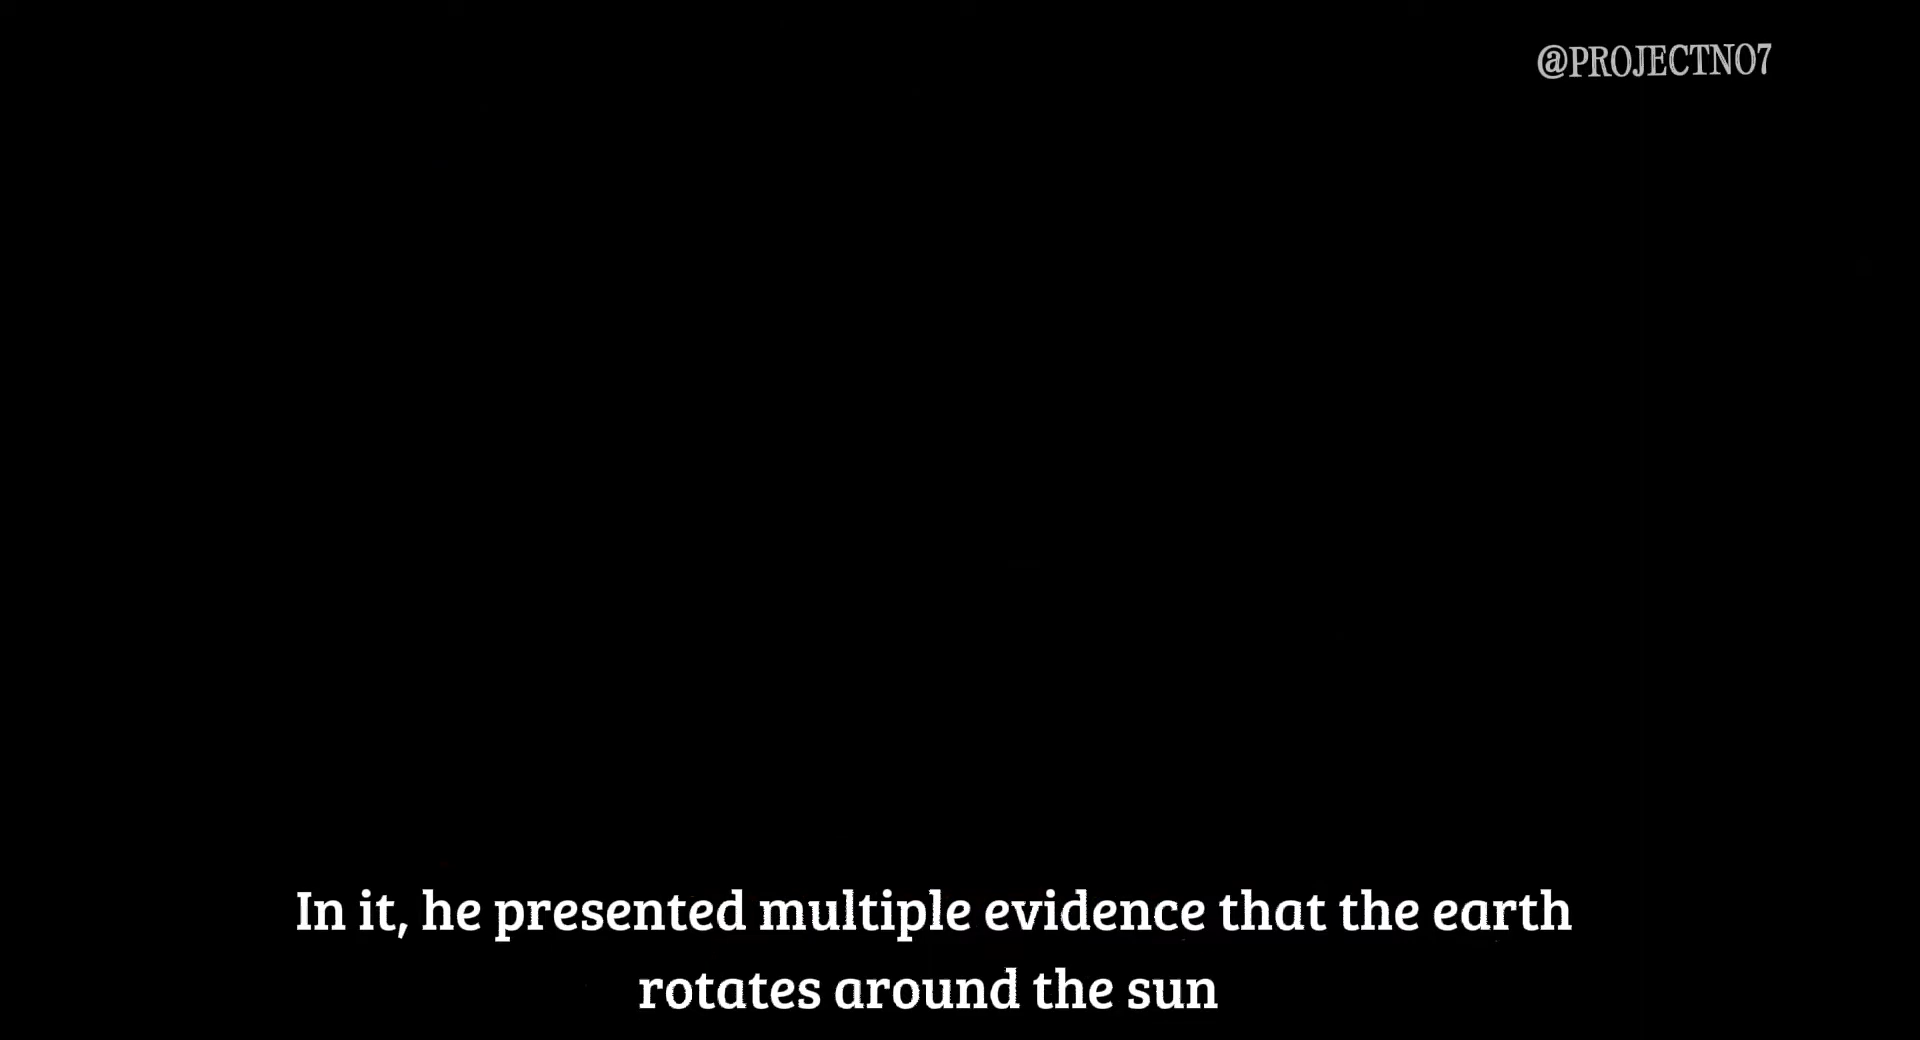 @PROJECTNO7
In it, he presented multiple evidence that the earth
rotates around the sun